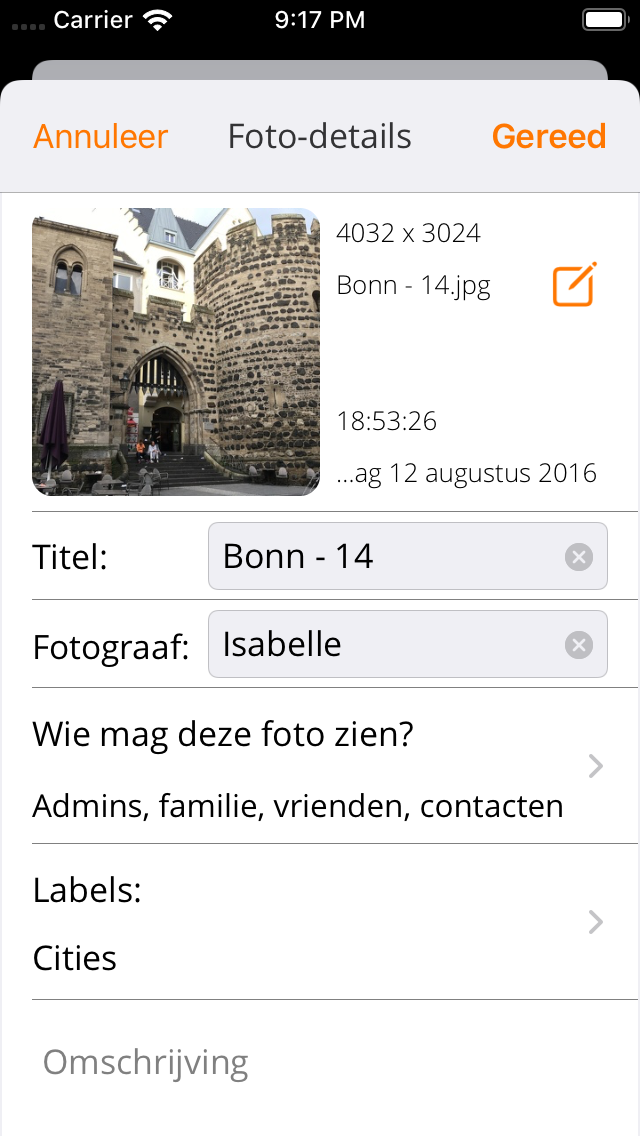 Carrier 9:17 PM
Annuleer Foto-details Gereed
4032 x 3024
Bonn - 14.jpg
18:53:26
...ag 12 augustus 2016
Titel: Bonn - 14
Fotograaf: Isabelle
Wie mag deze foto zien?
Admins, familie, vrienden, contacten
Labels:
Cities
Omschrijving